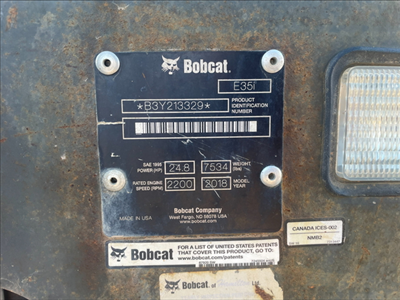 Bobcat.
E35i
*B3Y213329*
PRODUCT
IDENTIFICATION
NUMBER
SAE 1995
POWER (HP)
24.8
7534
WEIGHT
RATED ENGINE
SPEED (RPM)
2200
2018
MODEL
YEAR
Bobcat Company
West Fargo, ND 58078 USA
MADE IN USA
CANADA ICES-002
NMB2
Bobcat
FOR A LIST OF UNITED STATES PATENTS
THAT COVER THIS PRODUCT, GO TO:
www.bobcat.com/patents
Bobcat.